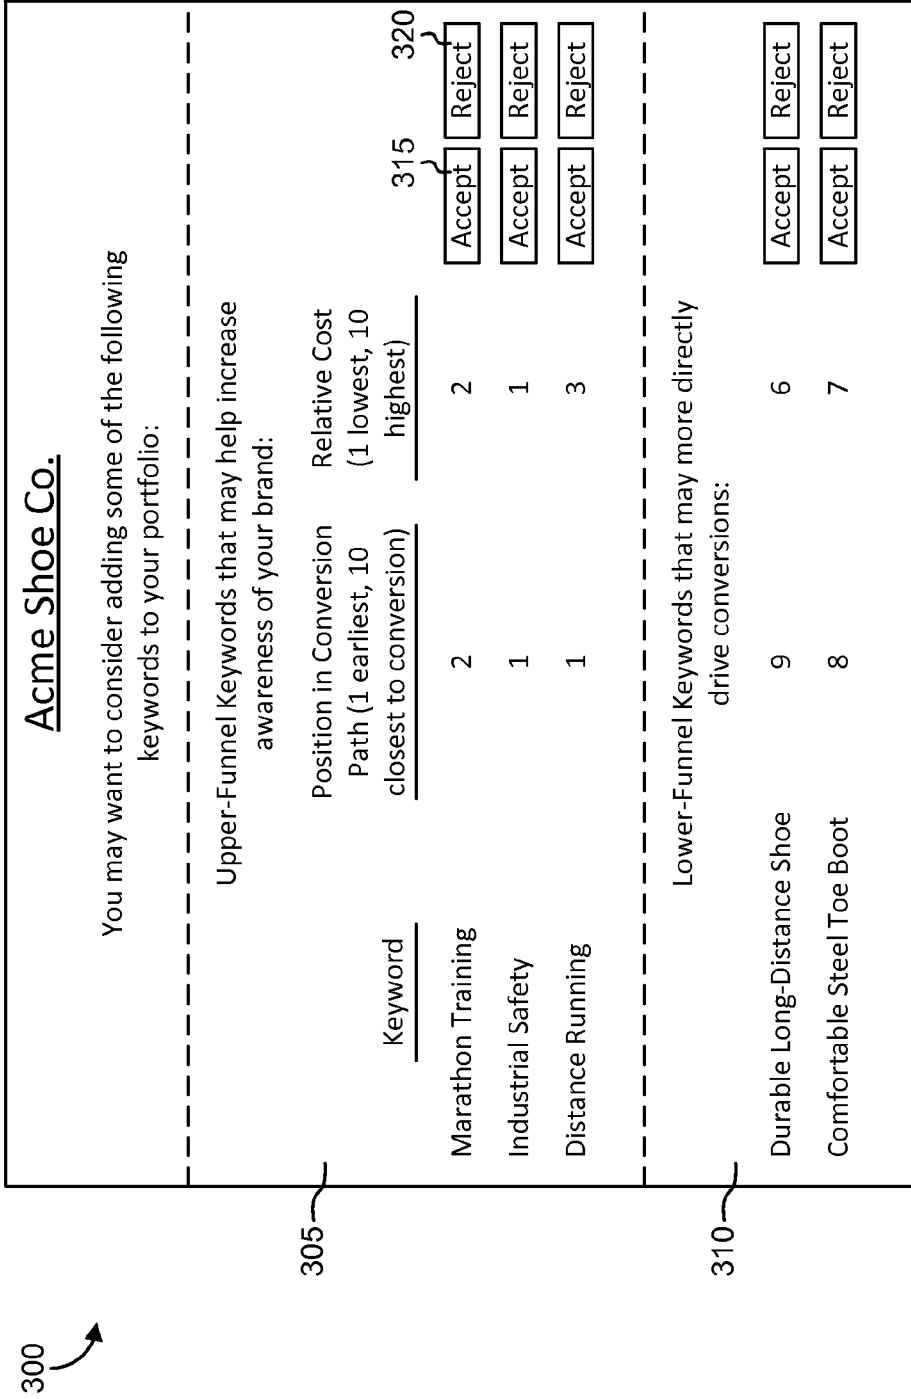 300
Acme Shoe Co.
You may want to consider adding some of the following
keywords to your portfolio:
305
Upper-Funnel Keywords that may help increase
awareness of your brand:
Keyword
Position in Conversion
Path (1 earliest, 10
closest to conversion)
Relative Cost
(1 lowest, 10
highest)
315
320
Marathon Training 2 2 Accept Reject
Industrial Safety 1 1 Accept Reject
Distance Running 1 3 Accept Reject
310
Lower-Funnel Keywords that may more directly
drive conversions:
Durable Long-Distance Shoe 9 6 Accept Reject
Comfortable Steel Toe Boot 8 7 Accept Reject